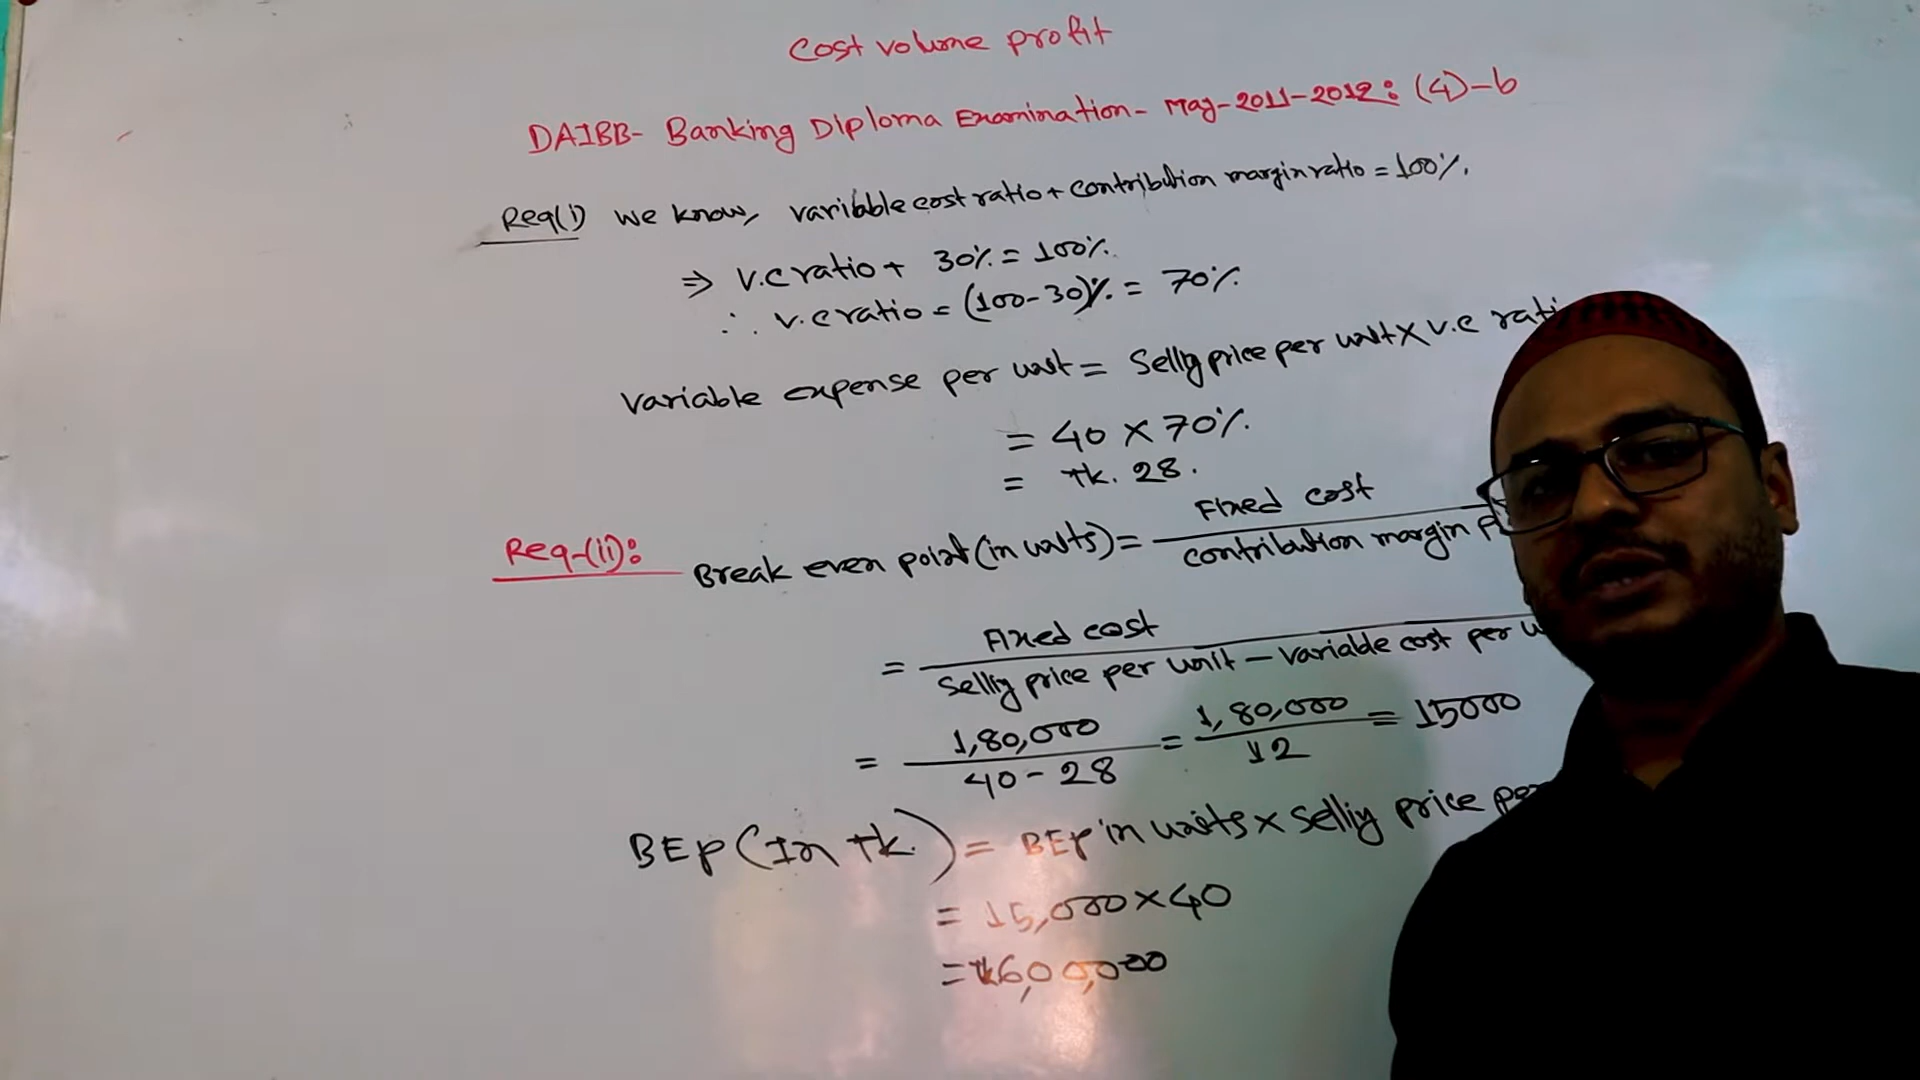 Cost volume profit
DAIBB- Banking Diploma Examination- May-2011-2012: (4)-b
Req(i) We know, variable cost ratio + contribution margin ratio = 100%.
⇒ V.C ratio + 30% = 100%.
∴ V.C ratio = (100-30)% = 70%.
Variable expense per unit = Selling price per unit X V.C rati
= 40 X 70%.
= Tk. 28.
Req-(ii): Break even point (in units) = Fixed cost
contribution margin p
= Fixed cost
Selling price per unit - variable cost per u
= 1,80,000 / 40 - 28 = 1,80,000 / 12 = 15000
BEP (In Tk.) = BEP in units x Selling price per
= 15,000 X 40
= Tk 6,00,000